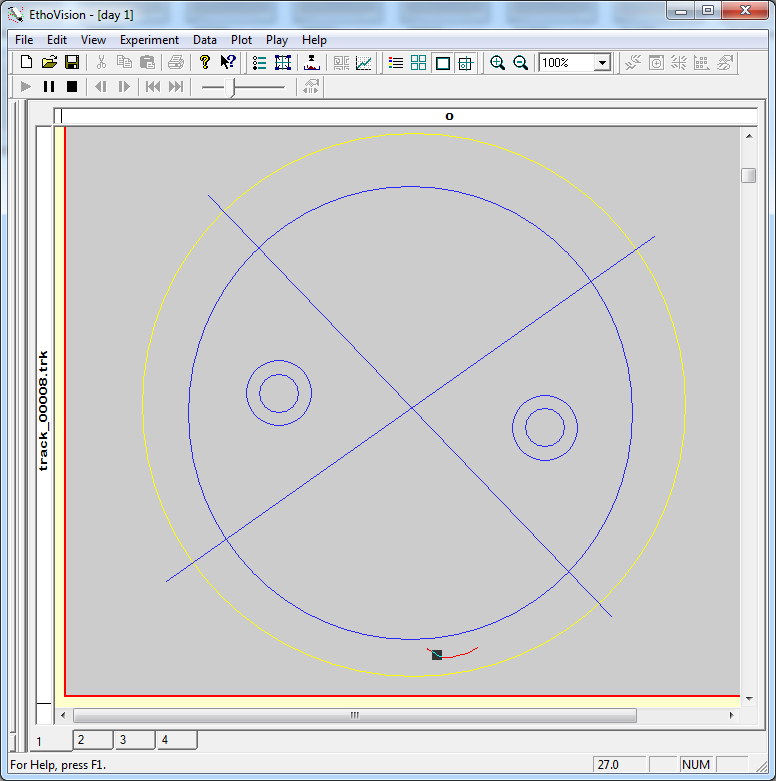 EthoVision - [day 1]
File Edit View Experiment Data Plot Play Help
100%
o
track_00008.trk
1 2 3 4
For Help, press F1. 27.0 NUM